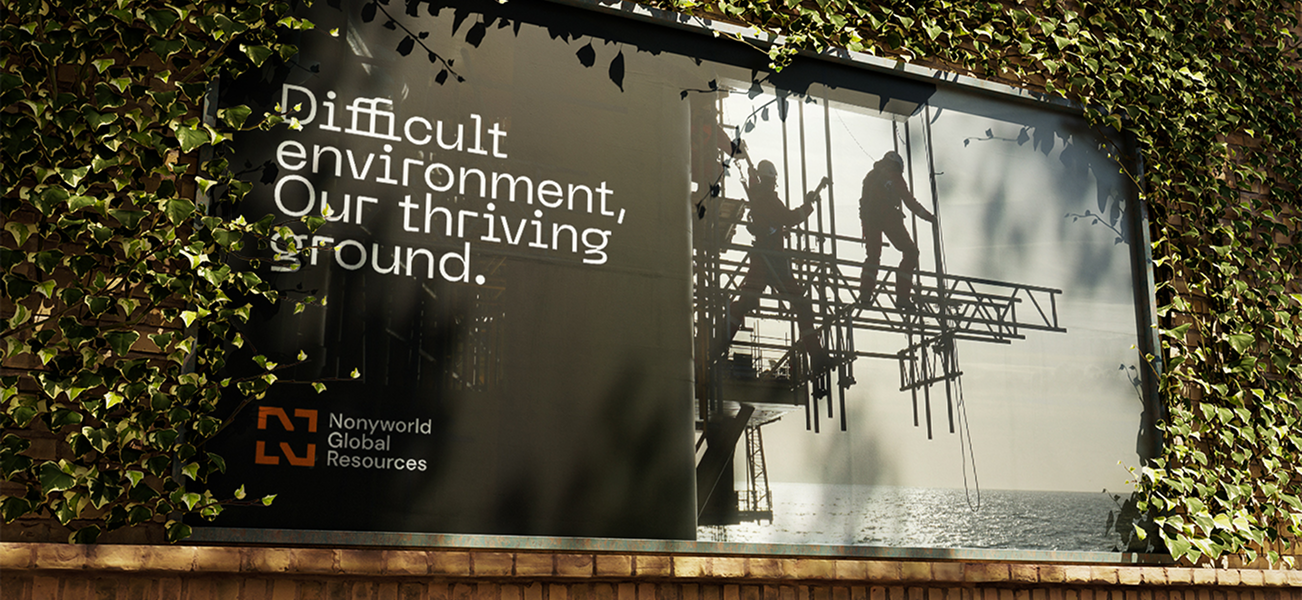 Difficult
environment,
Our thriving
ground.
Nonyworld
Global
Resources